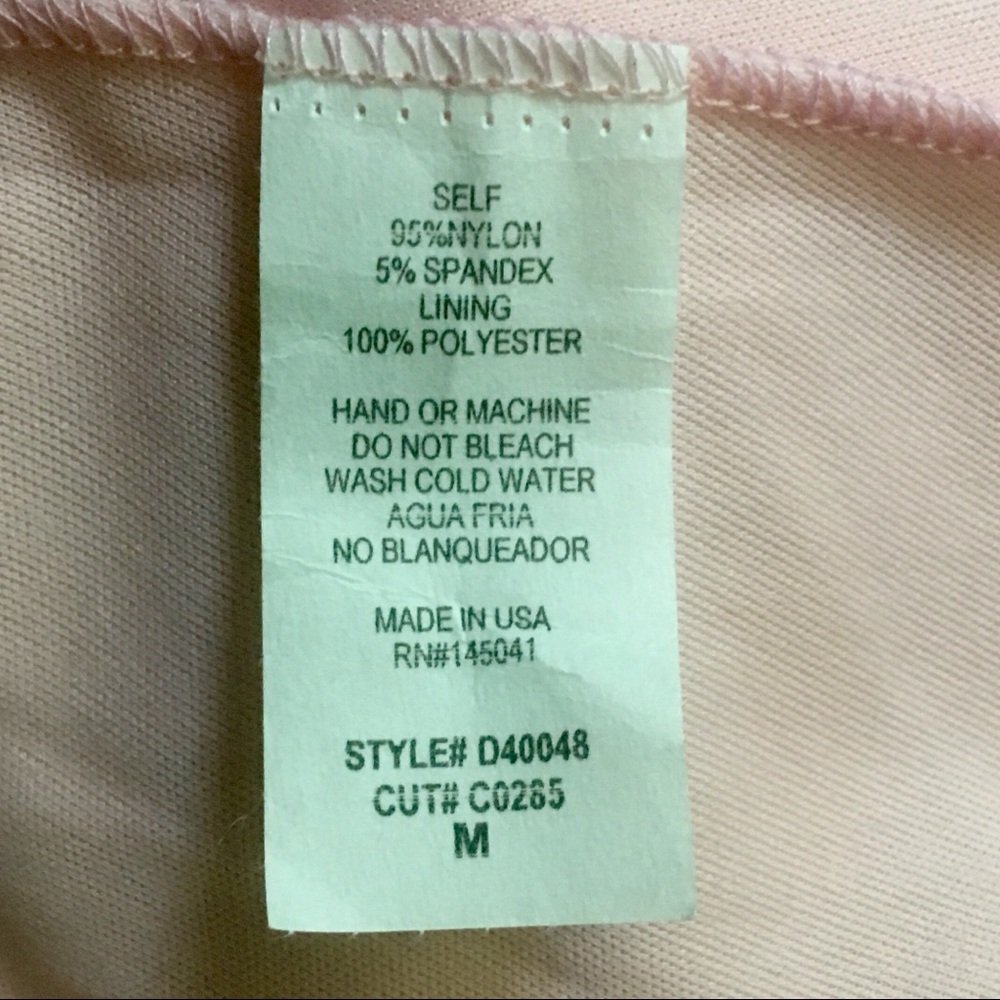 SELF
95%NYLON
5% SPANDEX
LINING
100% POLYESTER
HAND OR MACHINE
DO NOT BLEACH
WASH COLD WATER
AGUA FRIA
NO BLANQUEADOR
MADE IN USA
RN#145041
STYLE# D40048
CUT# C0285
M